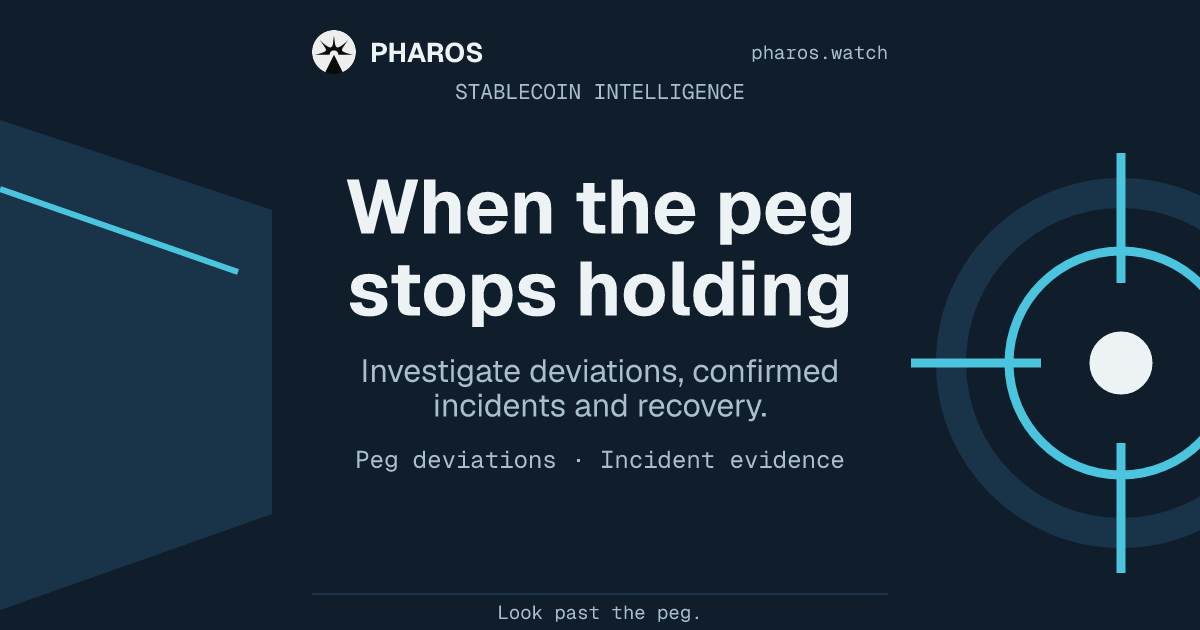 PHAROS
pharos.watch
STABLECOIN INTELLIGENCE
When the peg
stops holding
Investigate deviations, confirmed
incidents and recovery.
Peg deviations · Incident evidence
Look past the peg.